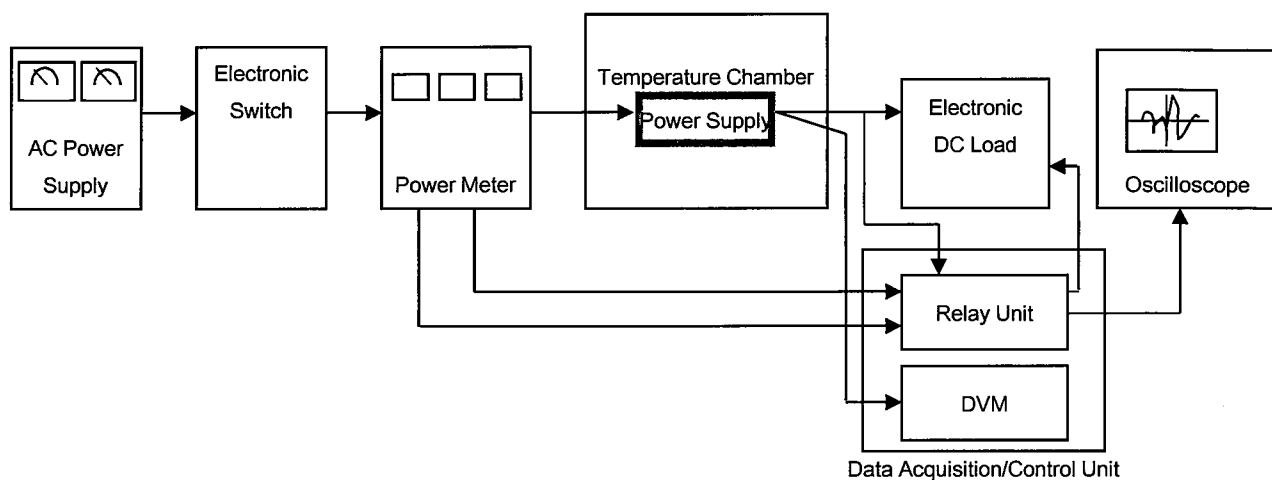 AC Power
Supply
Electronic
Switch
Power Meter
Temperature Chamber
Power Supply
Electronic
DC Load
Oscilloscope
Relay Unit
DVM
Data Acquisition/Control Unit